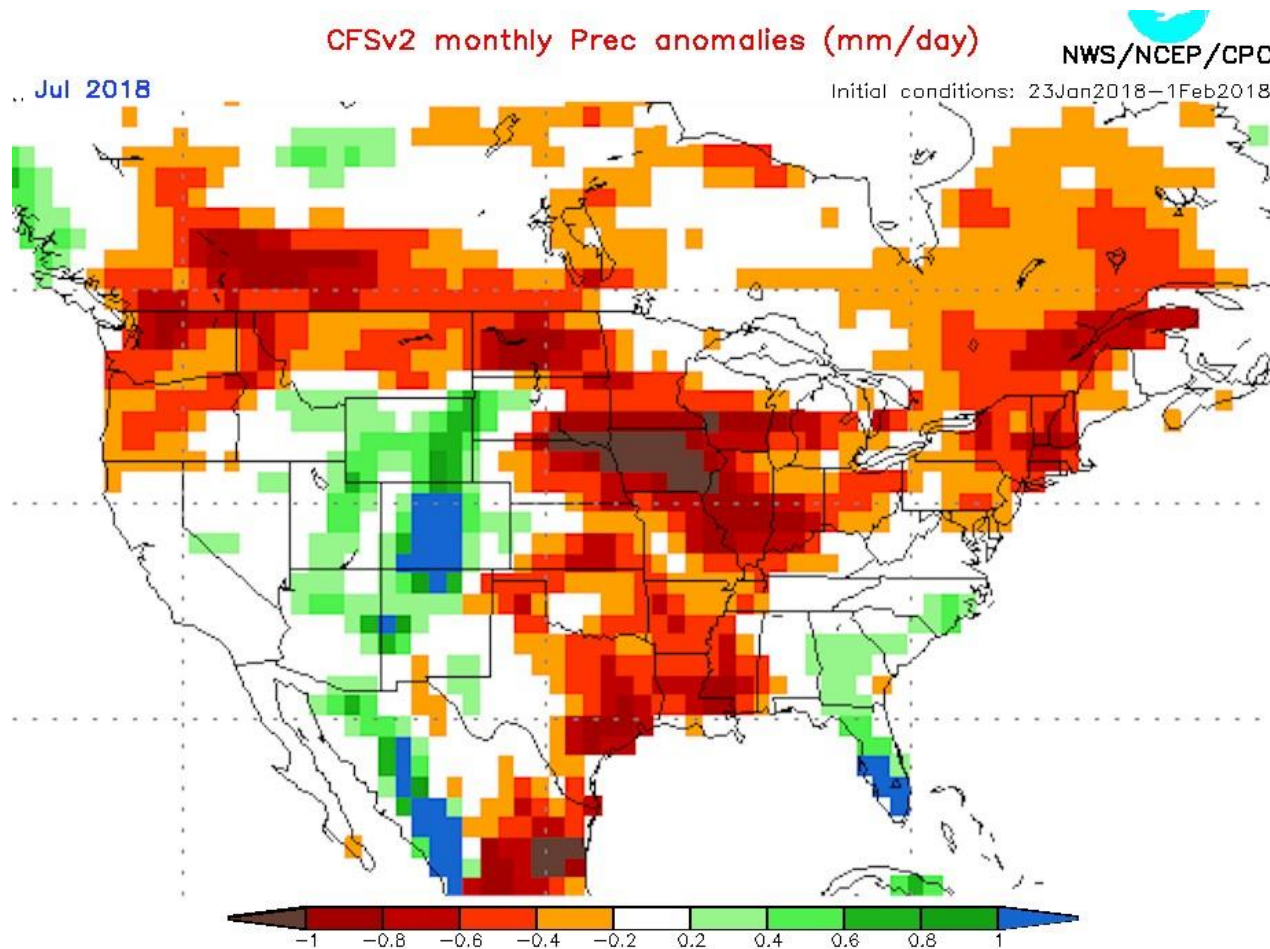 CFSv2 monthly Prec anomalies (mm/day)
NWS/NCEP/CPC
Jul 2018
Initial conditions: 23Jan2018-1Feb2018
-1 -0.8 -0.6 -0.4 -0.2 0.2 0.4 0.6 0.8 1